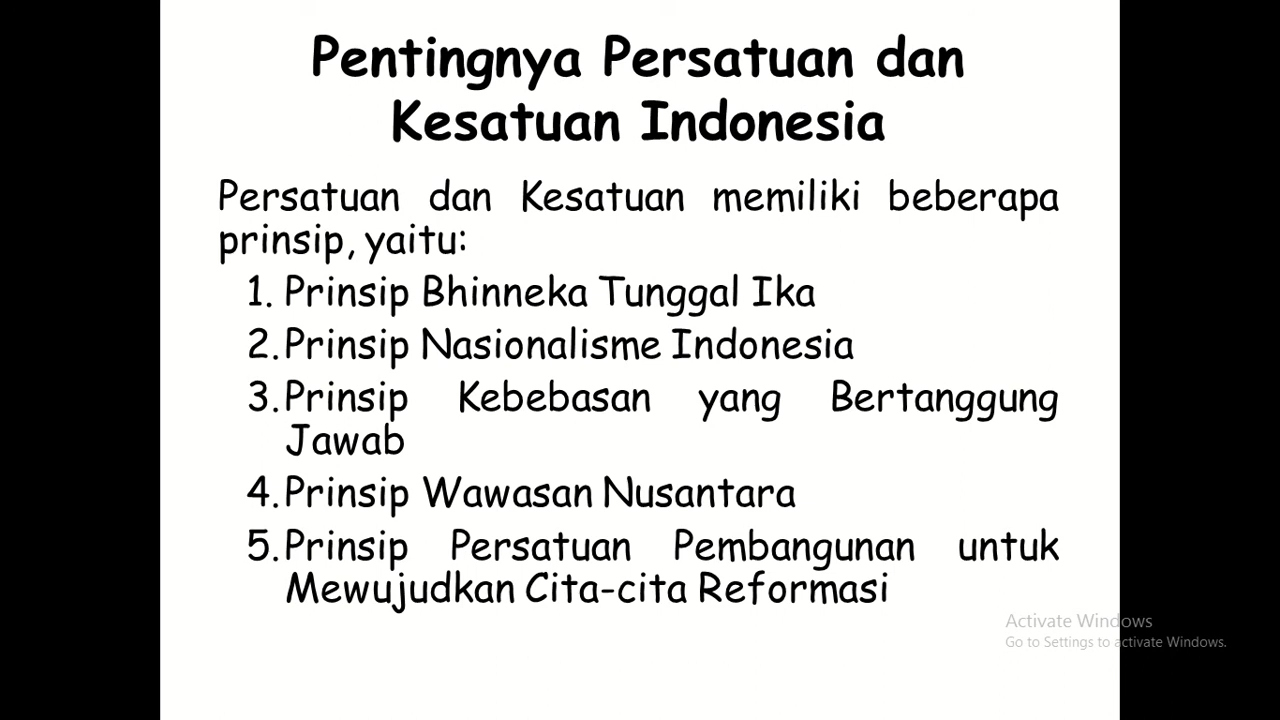 Pentingnya Persatuan dan
Kesatuan Indonesia
Persatuan dan Kesatuan memiliki beberapa
prinsip, yaitu:
1. Prinsip Bhinneka Tunggal Ika
2. Prinsip Nasionalisme Indonesia
3. Prinsip Kebebasan yang Bertanggung
Jawab
4. Prinsip Wawasan Nusantara
5. Prinsip Persatuan Pembangunan untuk
Mewujudkan Cita-cita Reformasi
Activate Windows
Go to Settings to activate Windows.